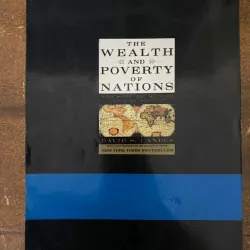 THE
WEALTH
AND
POVERTY
OF
NATIONS
DAVID S. LANDES
NEW YORK TIMES BESTSELLER